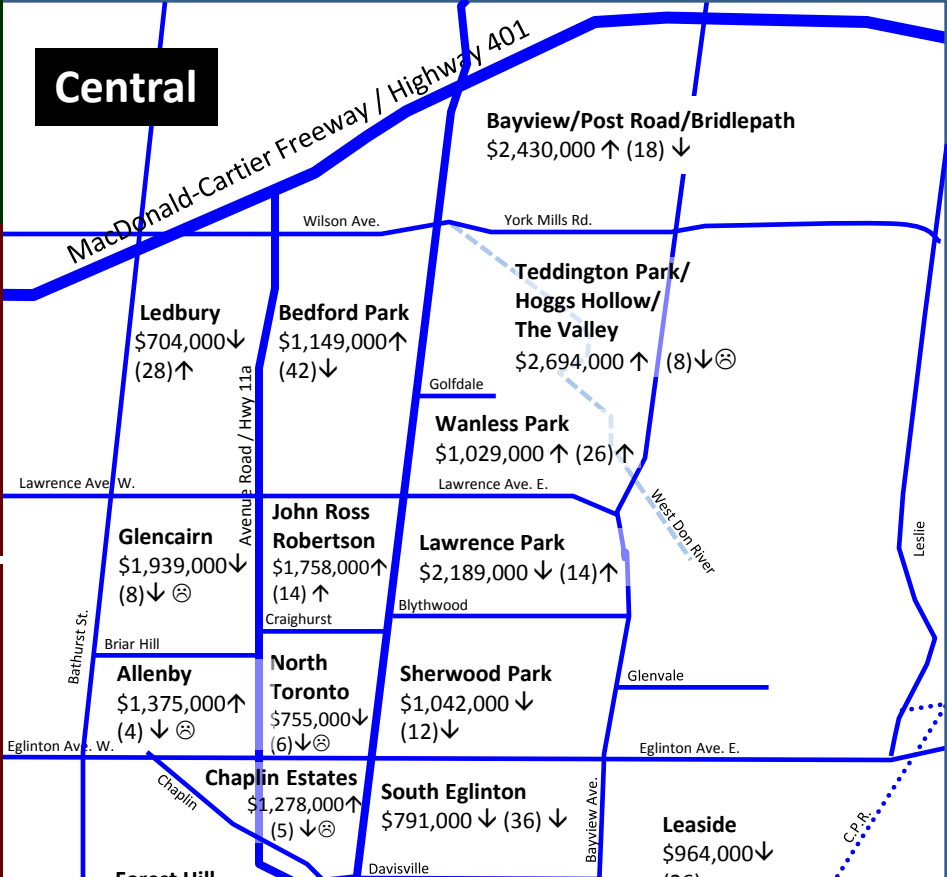 Central
MacDonald-Cartier Freeway / Highway 401
Bayview/Post Road/Bridlepath
$2,430,000 ↑ (18) ↓
Wilson Ave.
York Mills Rd.
Teddington Park/
Hoggs Hollow/
The Valley
$2,694,000 ↑ (8)↓☹
Ledbury
$704,000↓
(28)↑
Bedford Park
$1,149,000↑
(42)↓
Avenue Road / Hwy 11a
Golfdale
Wanless Park
$1,029,000 ↑ (26)↑
Lawrence Ave. W.
Lawrence Ave. E.
West Don River
Leslie
Glencairn
$1,939,000↓
(8)↓ ☹
John Ross
Robertson
$1,758,000↑
(14) ↑
Lawrence Park
$2,189,000 ↓ (14)↑
Blythwood
Craighurst
Bathurst St.
Briar Hill
Allenby
$1,375,000↑
(4) ↓ ☹
North
Toronto
$755,000↓
(6)↓☹
Sherwood Park
$1,042,000 ↓
(12)↓
Glenvale
Eglinton Ave. W.
Eglinton Ave. E.
Chaplin
Chaplin Estates
$1,278,000↑
(5) ↓☹
South Eglinton
$791,000 ↓ (36) ↓
Bayview Ave.
Leaside
$964,000↓
C.P.R.
Davisville
Forest Hill